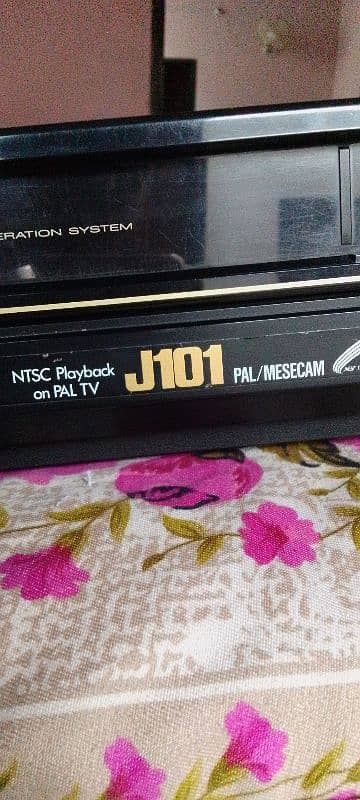 ERATION SYSTEM
NTSC Playback
on PAL TV
J101
PAL/MESECAM